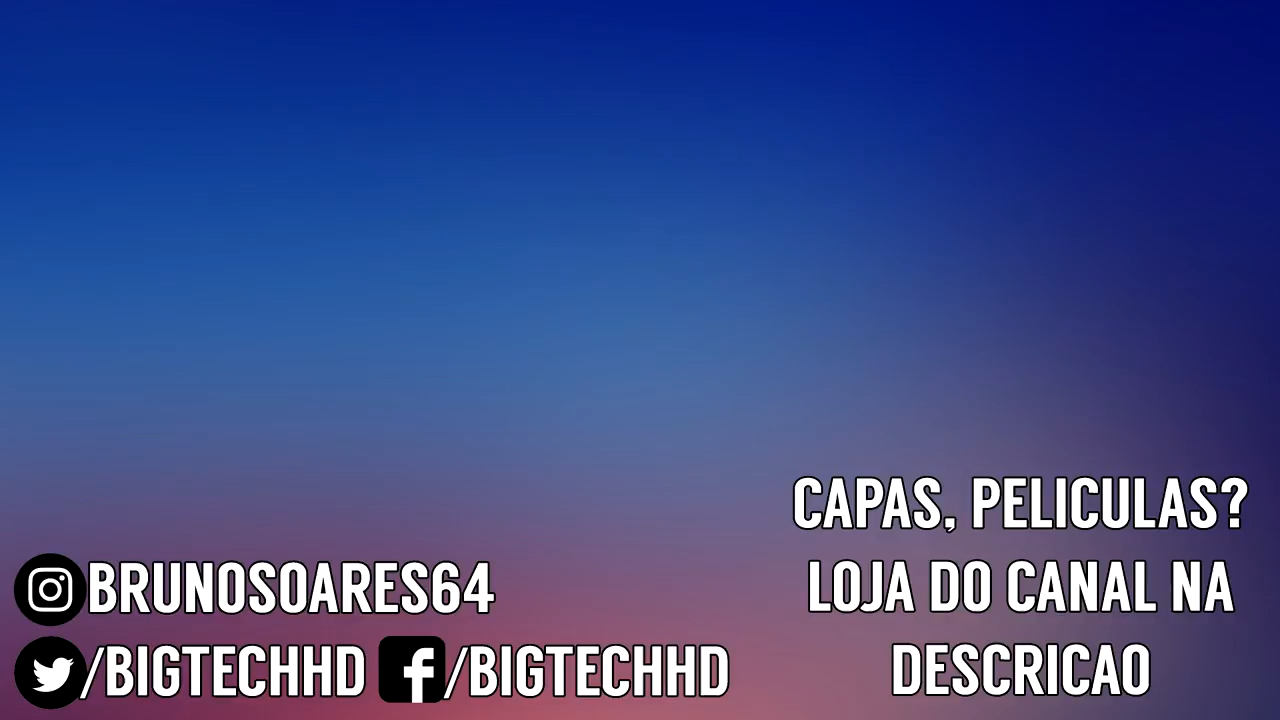 CAPAS, PELICULAS?
LOJA DO CANAL NA
DESCRICAO
BRUNOSOARES64
/BIGTECHHD /BIGTECHHD